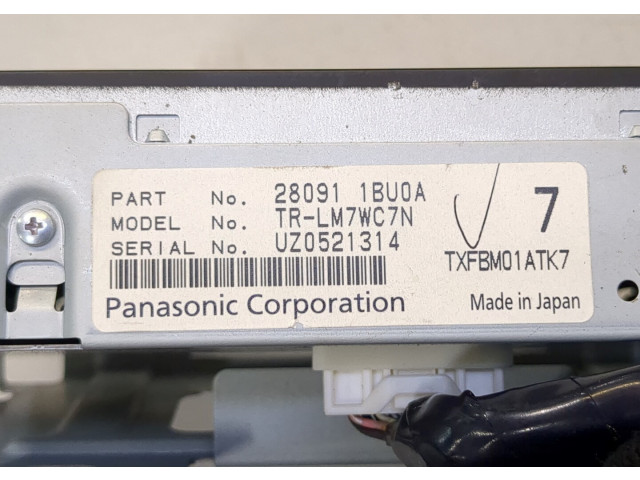 PART No. 28091 1BU0A
MODEL No. TR-LM7WC7N
SERIAL No. UZ0521314
7
TXFBM01ATK7
Panasonic Corporation
Made in Japan